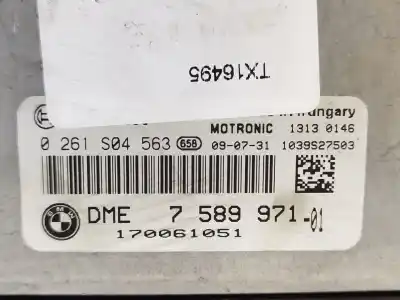 TX16495
Hungary
MOTRONIC 1313 0146
0 261 S04 563 658 09-07-31 1039S27503
BMW
DME 7 589 971-01
170061051